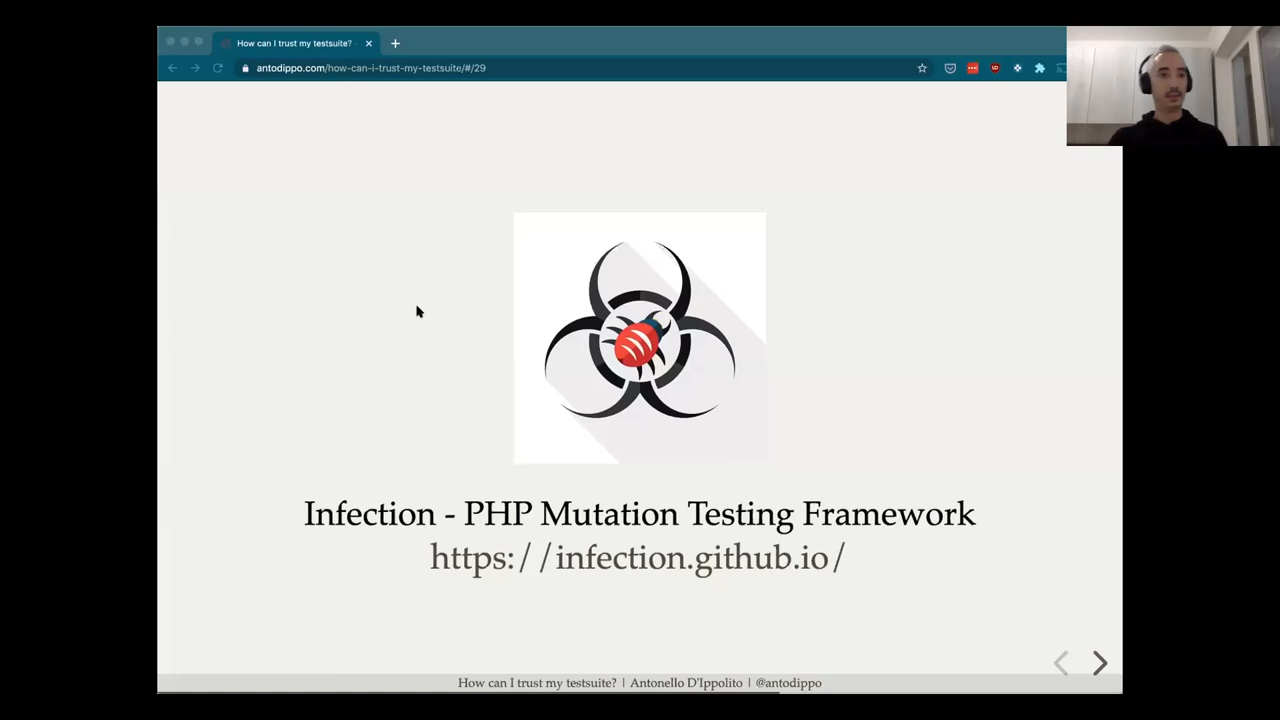 How can I trust my testsuite?
antodippo.com/how-can-i-trust-my-testsuite/#/29
Infection - PHP Mutation Testing Framework
https://infection.github.io/
How can I trust my testsuite? | Antonello D'Ippolito | @antodippo